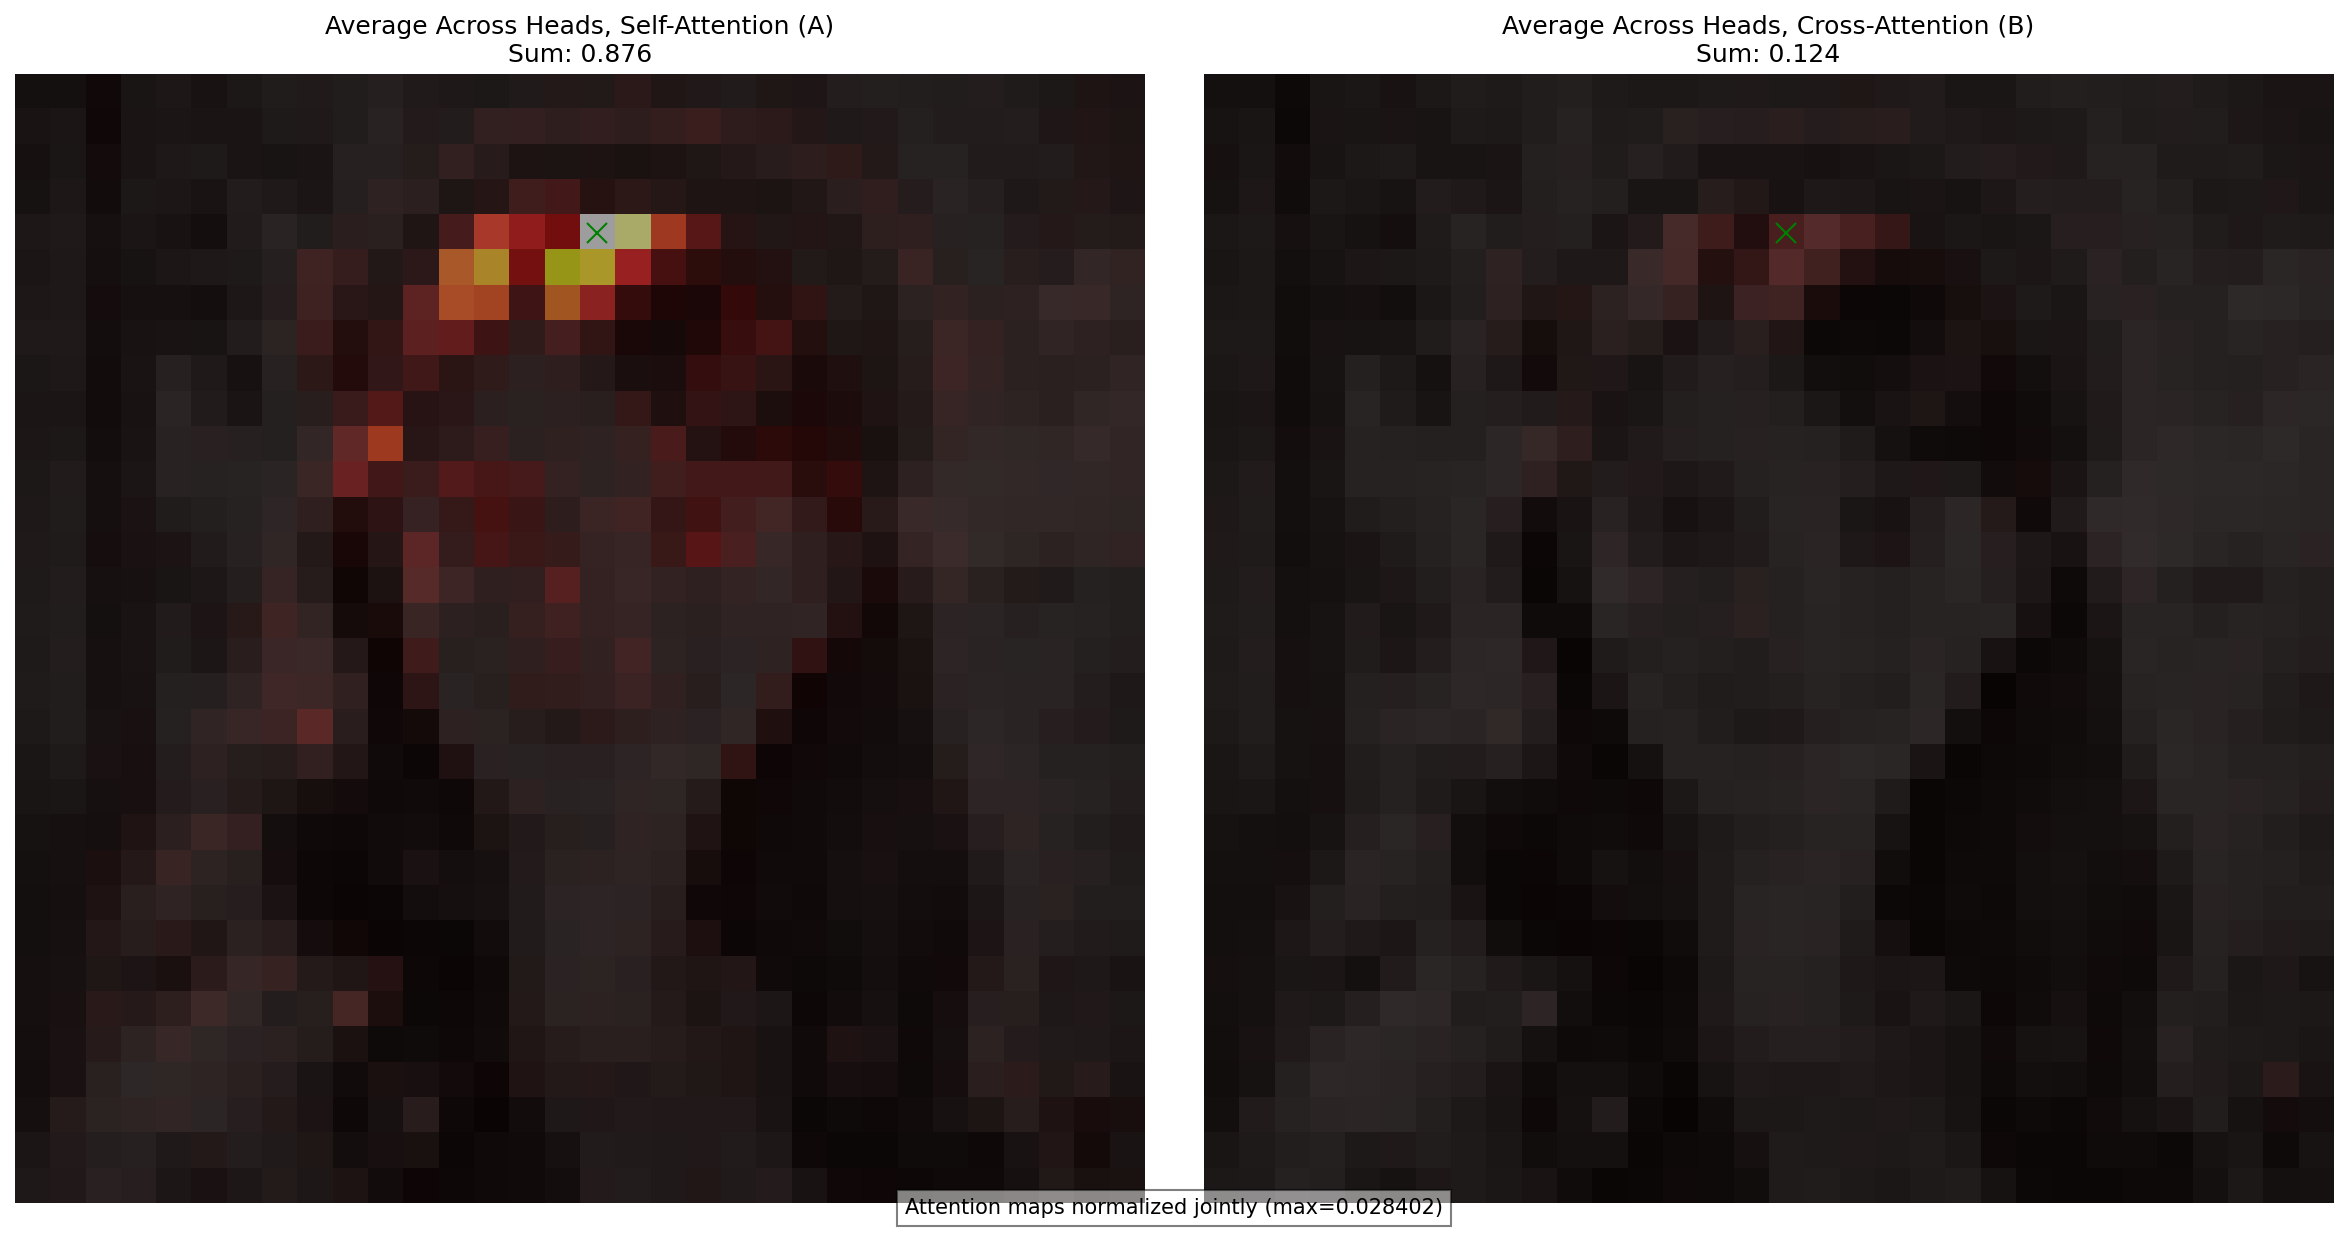 Average Across Heads, Self-Attention (A)
Sum: 0.876
Average Across Heads, Cross-Attention (B)
Sum: 0.124
Attention maps normalized jointly (max=0.028402)